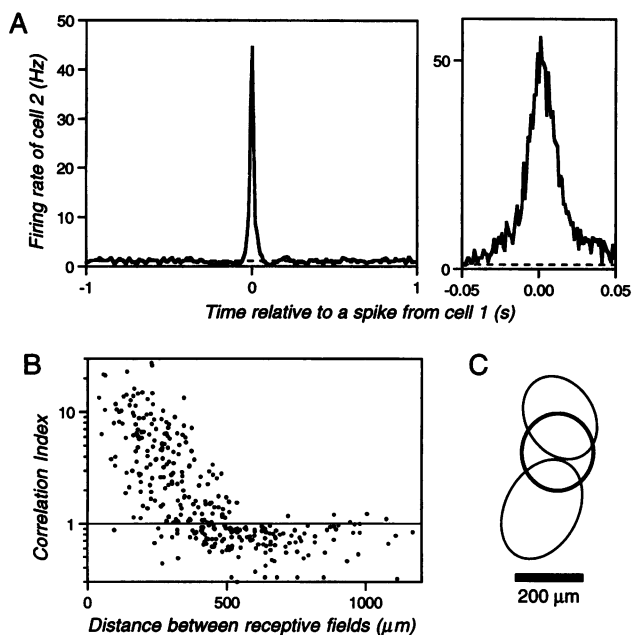 A
Firing rate of cell 2 (Hz)
50
40
30
20
10
0
-1
0
1
50
0
-0.05
0.00
0.05
Time relative to a spike from cell 1 (s)
B
Correlation Index
10
1
0
500
1000
Distance between receptive fields (μm)
C
200 μm